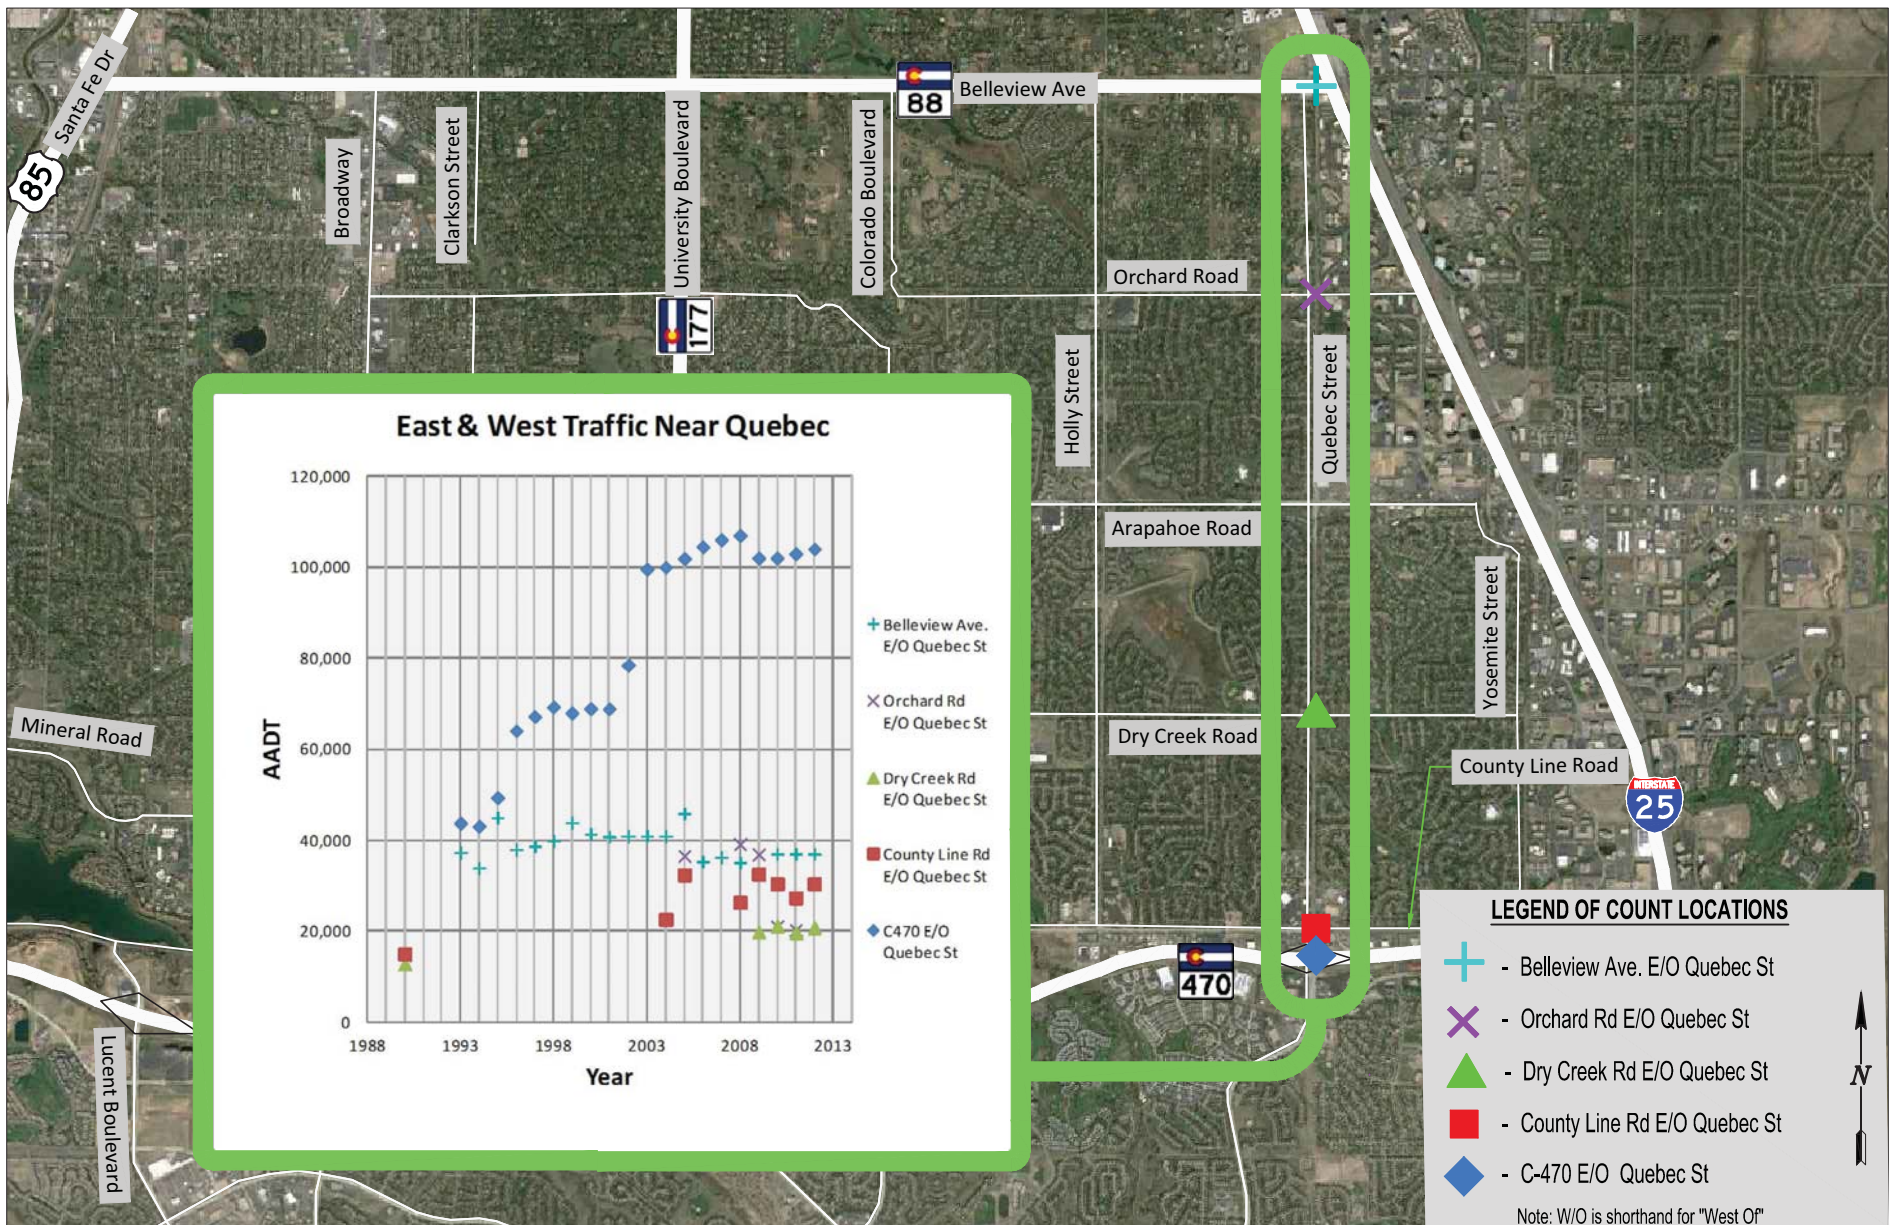 Santa Fe Dr
85
Broadway
Clarkson Street
University Boulevard
177
Colorado Boulevard
88
Belleview Ave
Orchard Road
Holly Street
Quebec Street
Arapahoe Road
Yosemite Street
Dry Creek Road
County Line Road
INTERSTATE
25
470
Mineral Road
Lucent Boulevard
East & West Traffic Near Quebec
120,000
100,000
80,000
60,000
40,000
20,000
0
AADT
1988 1993 1998 2003 2008 2013
Year
Belleview Ave.
E/O Quebec St
Orchard Rd
E/O Quebec St
Dry Creek Rd
E/O Quebec St
County Line Rd
E/O Quebec St
C470 E/O
Quebec St
LEGEND OF COUNT LOCATIONS
- Belleview Ave. E/O Quebec St
- Orchard Rd E/O Quebec St
- Dry Creek Rd E/O Quebec St
- County Line Rd E/O Quebec St
- C-470 E/O Quebec St
Note: W/O is shorthand for "West Of"
N